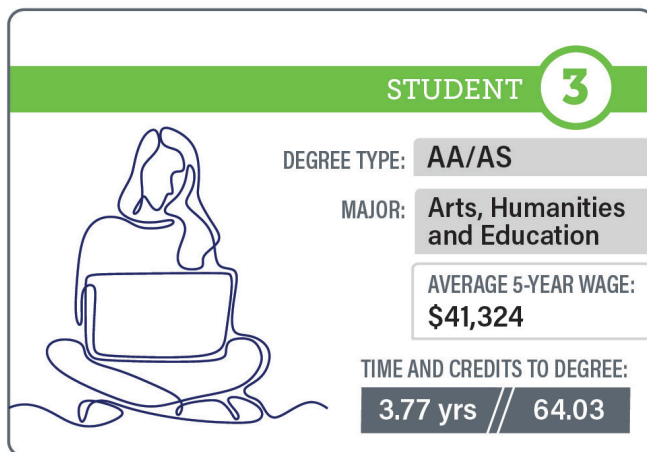 STUDENT 3
DEGREE TYPE: AA/AS
MAJOR: Arts, Humanities
and Education
AVERAGE 5-YEAR WAGE:
$41,324
TIME AND CREDITS TO DEGREE:
3.77 yrs // 64.03